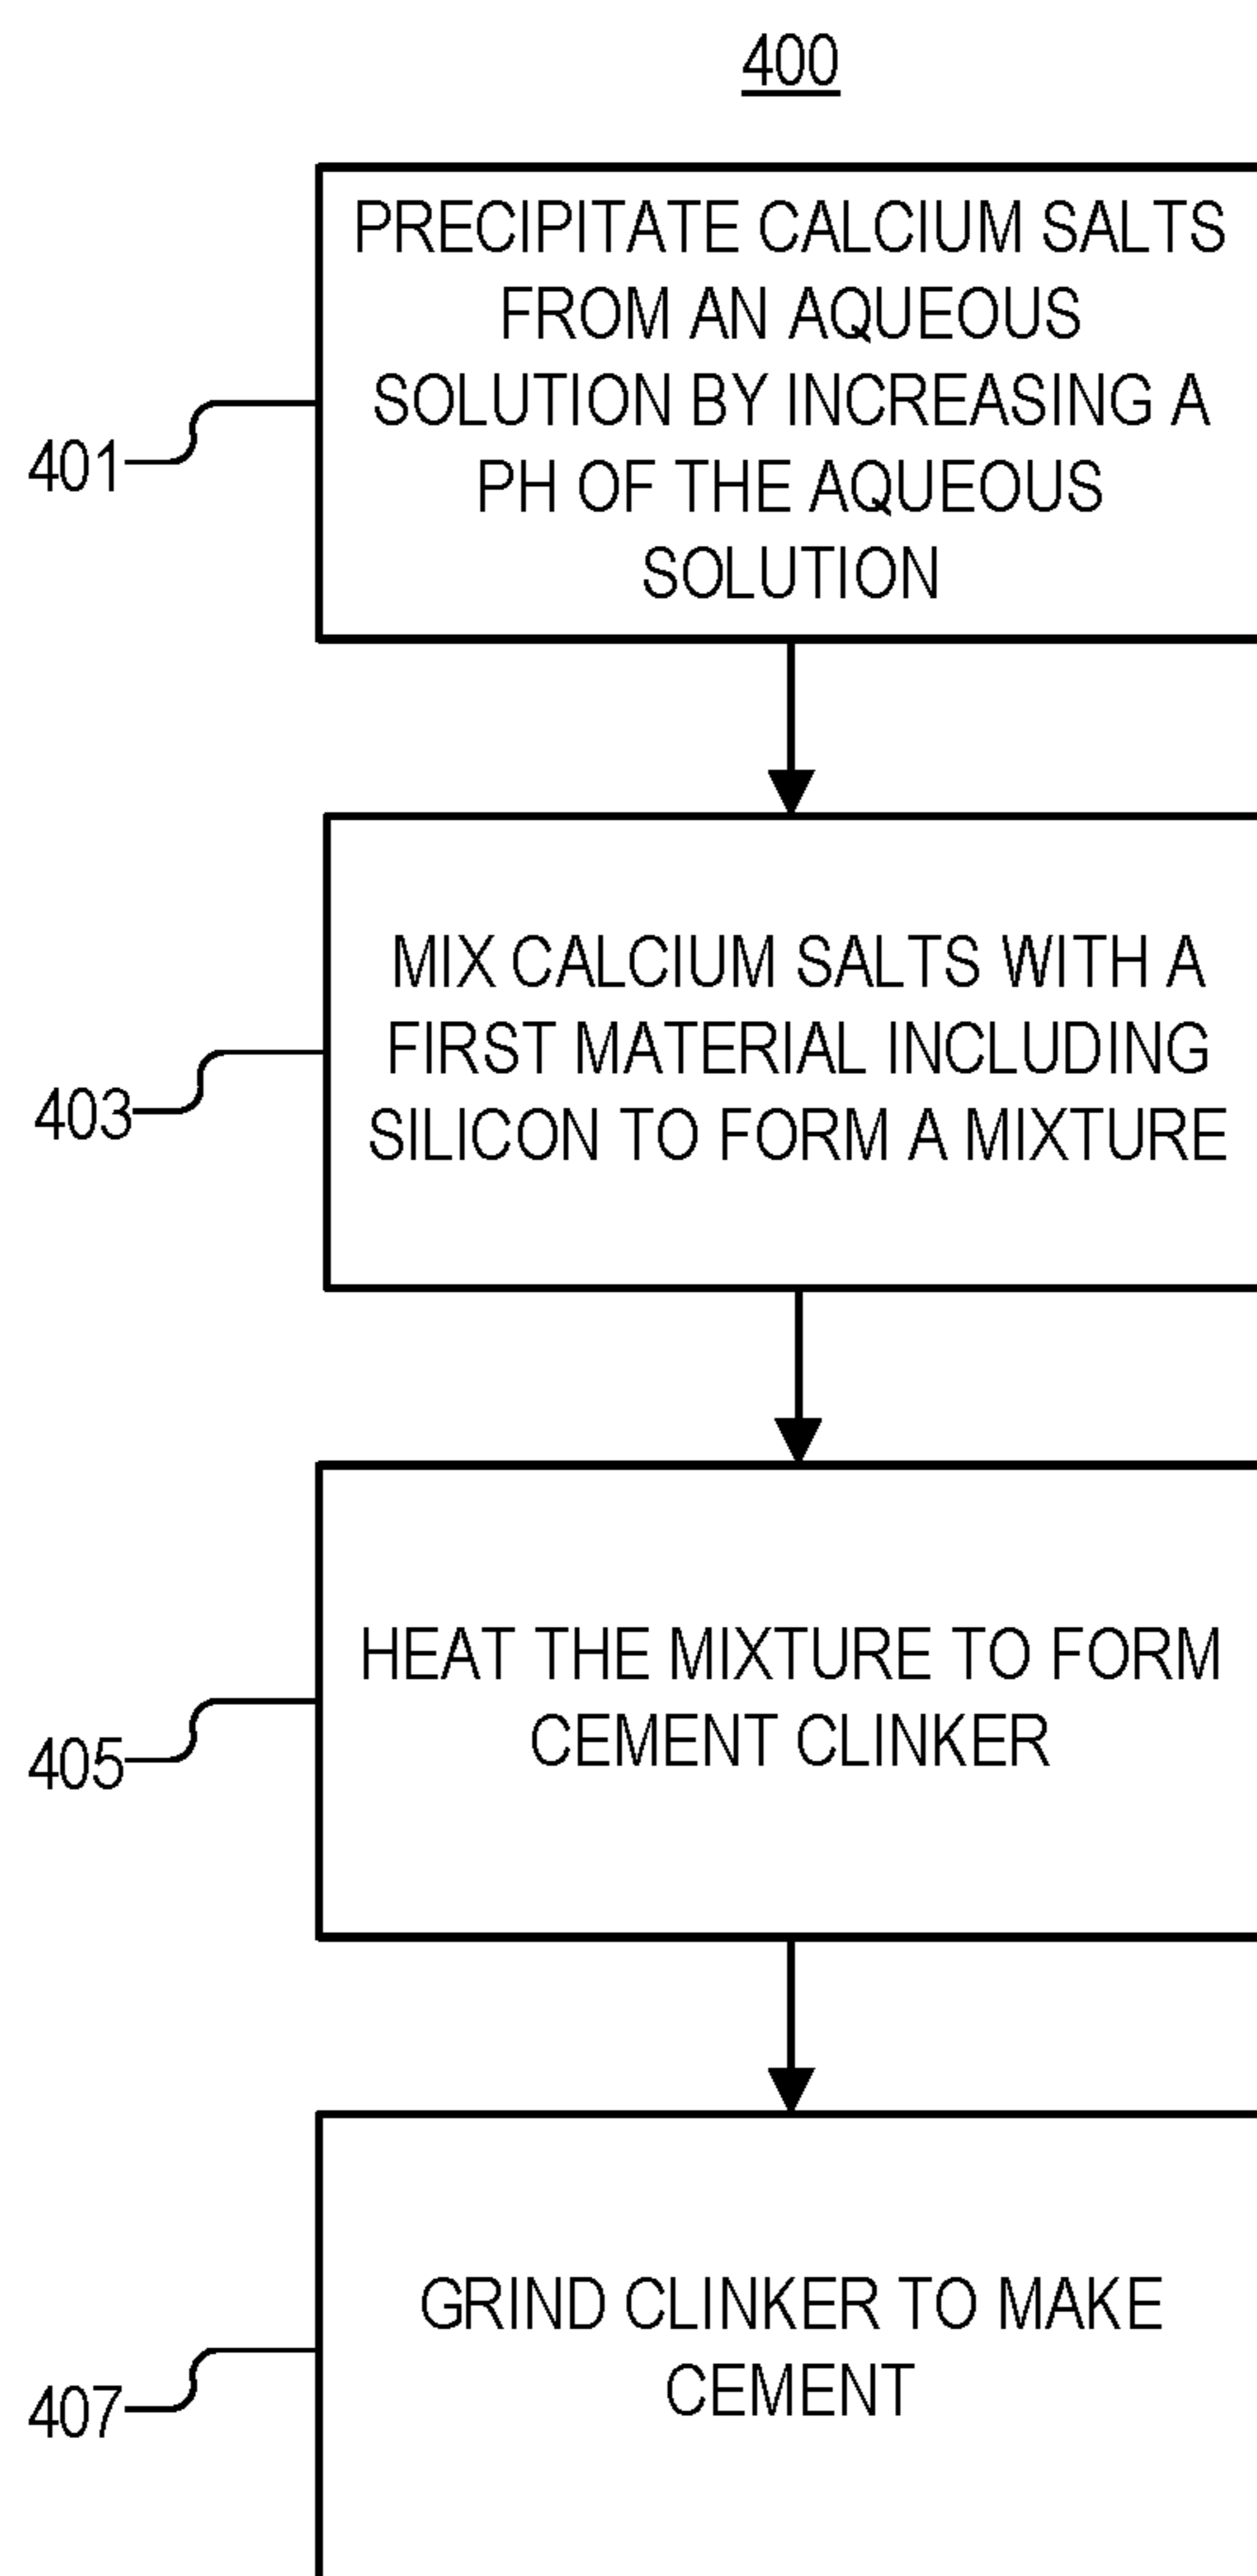 400
PRECIPITATE CALCIUM SALTS
FROM AN AQUEOUS
SOLUTION BY INCREASING A
PH OF THE AQUEOUS
SOLUTION
401
MIX CALCIUM SALTS WITH A
FIRST MATERIAL INCLUDING
SILICON TO FORM A MIXTURE
403
HEAT THE MIXTURE TO FORM
CEMENT CLINKER
405
GRIND CLINKER TO MAKE
CEMENT
407